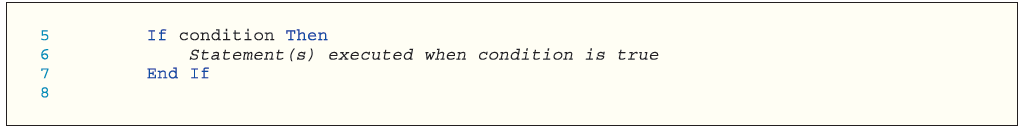 5 If condition Then
6 Statement(s) executed when condition is true
7 End If
8